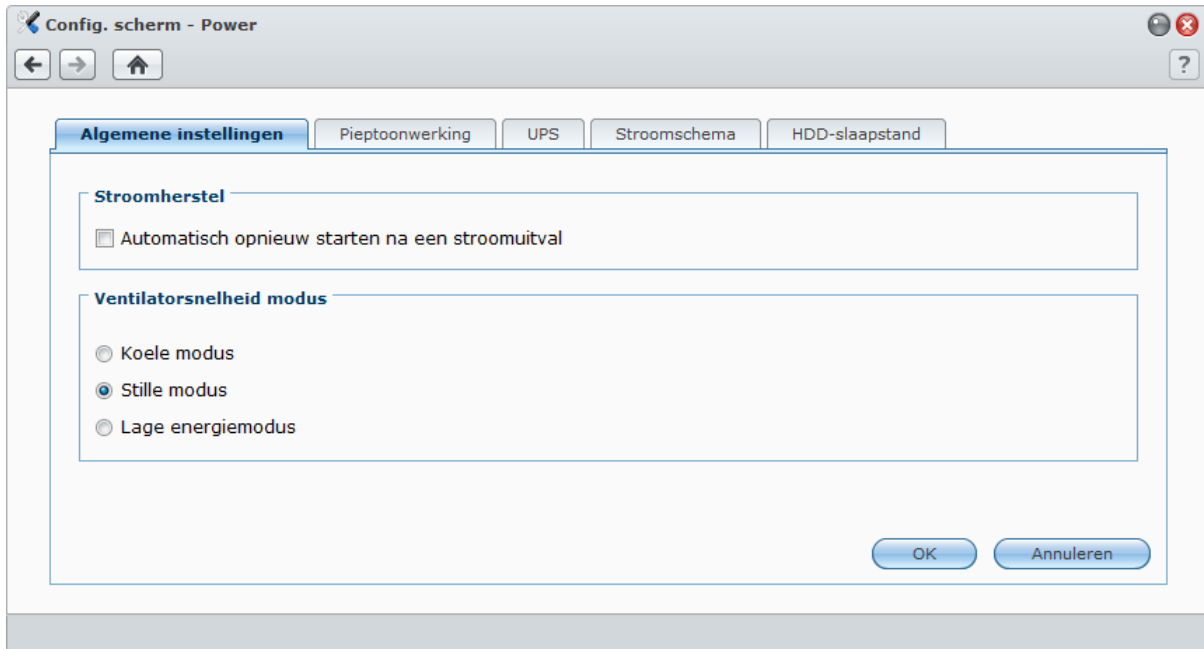 Config. scherm - Power
?
Algemene instellingen
Pieptoonwerking
UPS
Stroomschema
HDD-slaapstand
Stroomherstel
Automatisch opnieuw starten na een stroomuitval
Ventilatorsnelheid modus
Koele modus
Stille modus
Lage energiemodus
OK
Annuleren